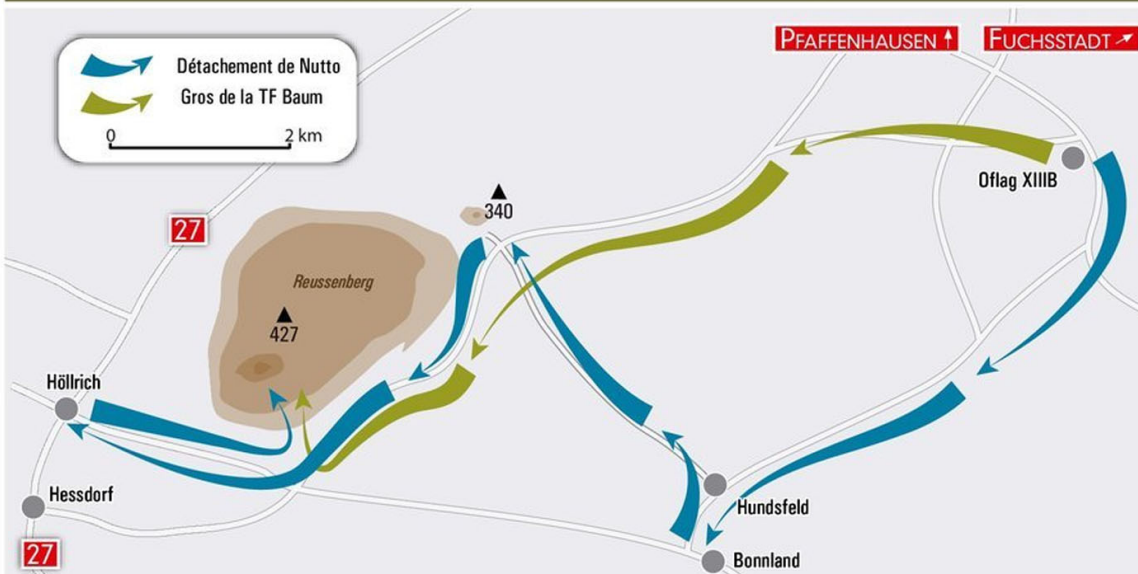 PFAFFENHAUSEN
FUCHSSTADT
Détachement de Nutto
Gros de la TF Baum
0 2 km
Oflag XIIIB
340
27
Reussenberg
427
Höllrich
Hessdorf
Hundsfeld
27
Bonnland